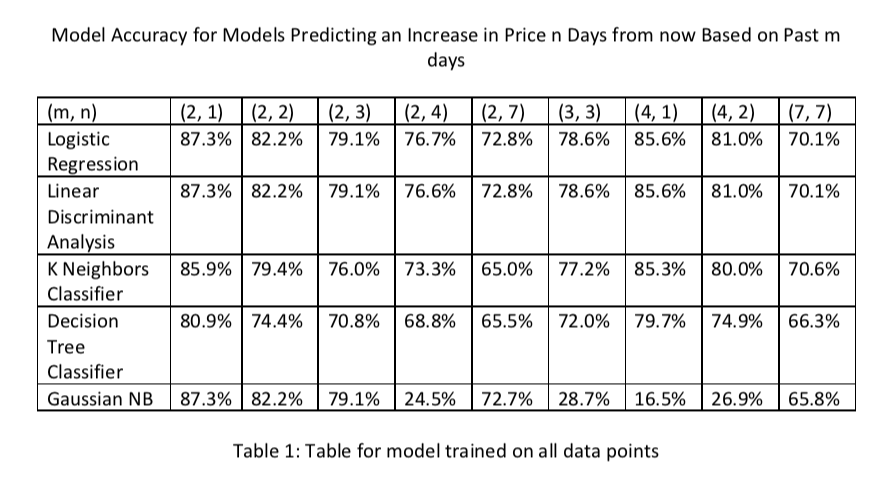 Model Accuracy for Models Predicting an Increase in Price n Days from now Based on Past m
days
(m, n) (2, 1) (2, 2) (2, 3) (2, 4) (2, 7) (3, 3) (4, 1) (4, 2) (7, 7)
Logistic 87.3% 82.2% 79.1% 76.7% 72.8% 78.6% 85.6% 81.0% 70.1%
Regression
Linear 87.3% 82.2% 79.1% 76.6% 72.8% 78.6% 85.6% 81.0% 70.1%
Discriminant
Analysis
K Neighbors 85.9% 79.4% 76.0% 73.3% 65.0% 77.2% 85.3% 80.0% 70.6%
Classifier
Decision 80.9% 74.4% 70.8% 68.8% 65.5% 72.0% 79.7% 74.9% 66.3%
Tree
Classifier
Gaussian NB 87.3% 82.2% 79.1% 24.5% 72.7% 28.7% 16.5% 26.9% 65.8%
Table 1: Table for model trained on all data points